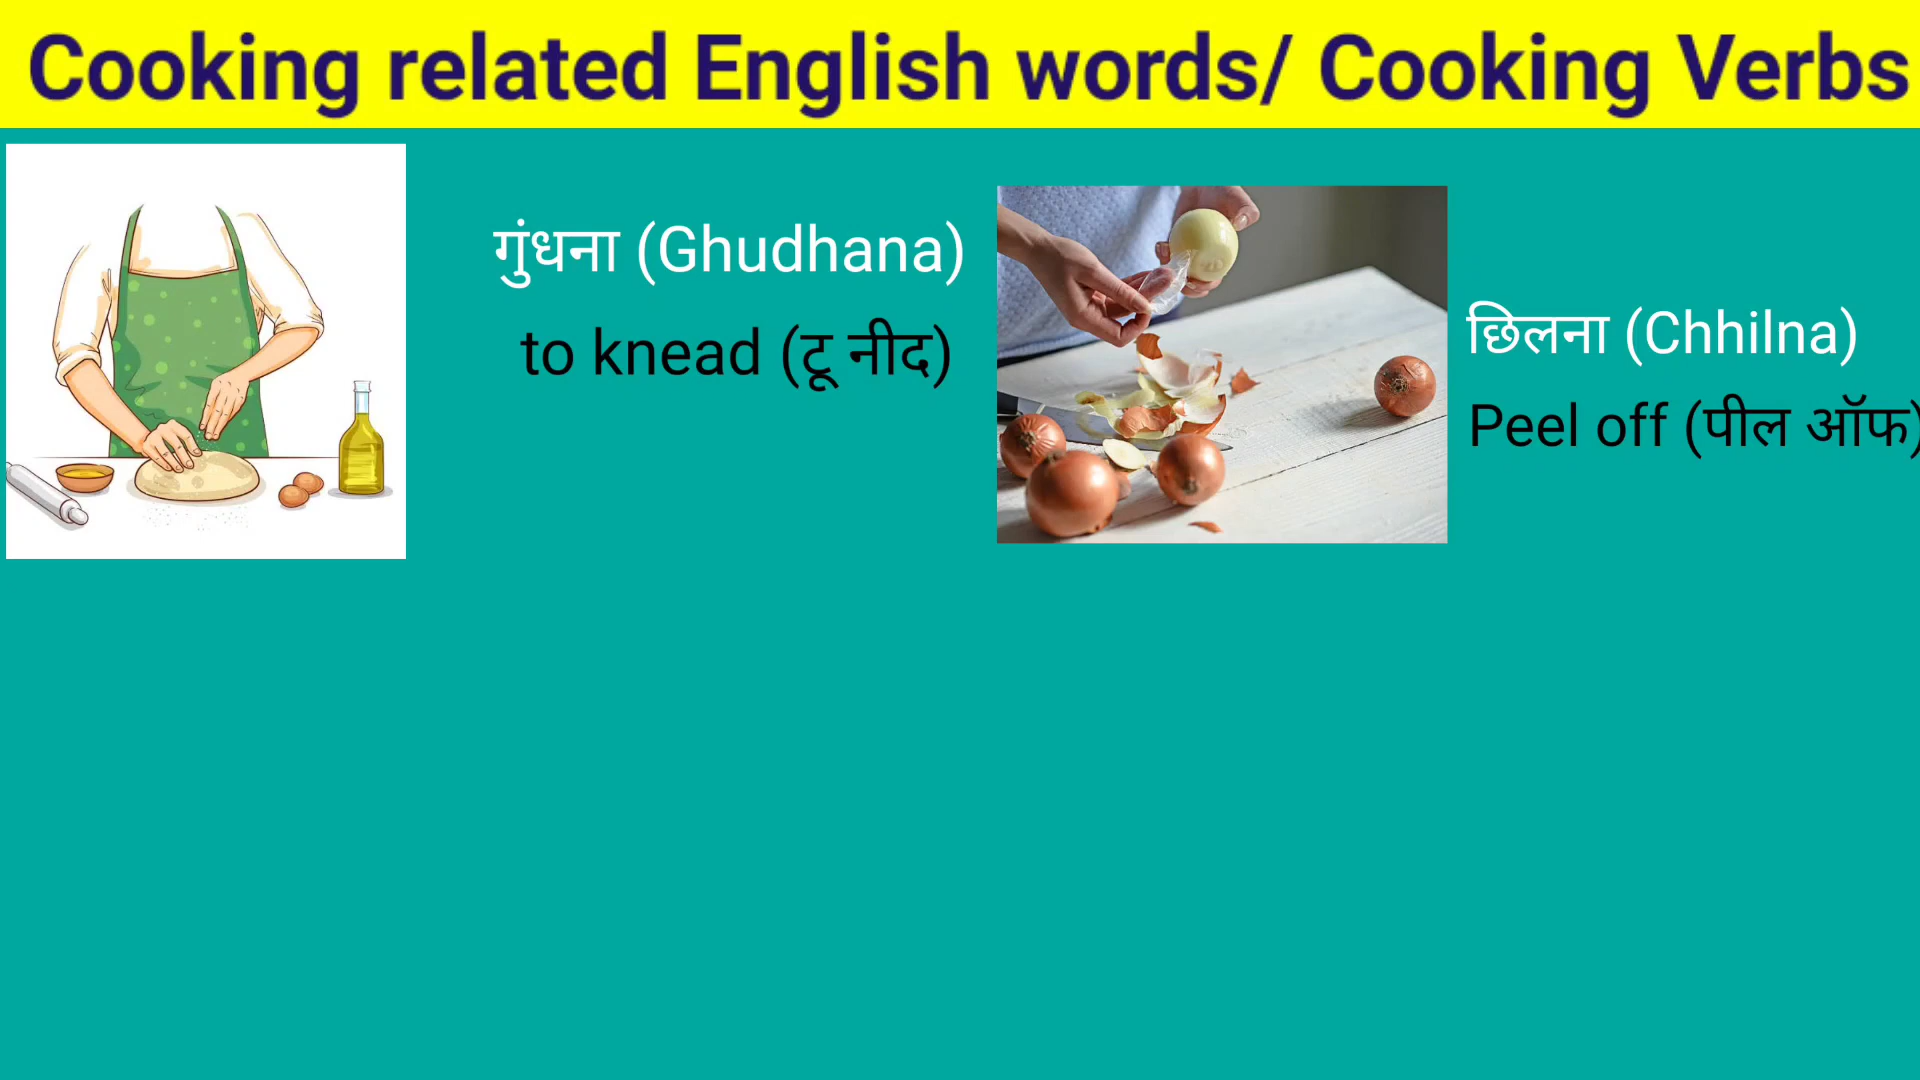 Cooking related English words/ Cooking Verbs
गुंधना (Ghudhana)
to knead (टू नीद)
छिलना (Chhilna)
Peel off (पील ऑफ)